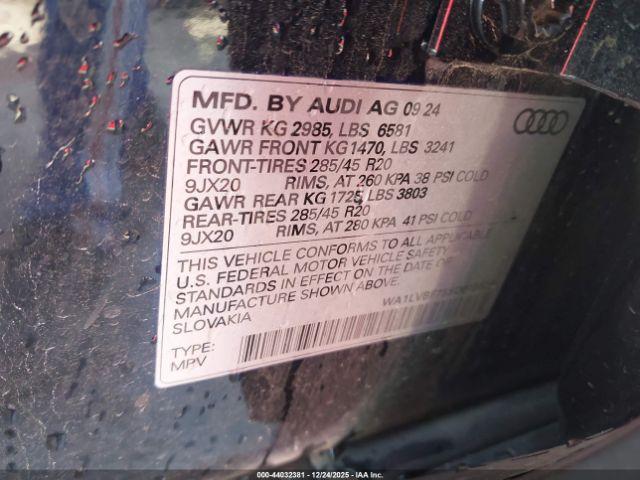 MFD. BY AUDI AG 09 24
GVWR KG 2985, LBS 6581
GAWR FRONT KG 1470, LBS 3241
FRONT-TIRES 285/45 R20
9JX20 RIMS, AT 260 KPA 38 PSI COLD
GAWR REAR KG 1725, LBS 3803
REAR-TIRES 285/45 R20
9JX20 RIMS, AT 280 KPA 41 PSI COLD
THIS VEHICLE CONFORMS TO ALL APPLICABLE
U.S. FEDERAL MOTOR VEHICLE SAFETY
STANDARDS IN EFFECT ON THE DATE OF
MANUFACTURE SHOWN ABOVE.
SLOVAKIA
TYPE:
MPV
000-44032381 - 12/24/2025 - IAA Inc.